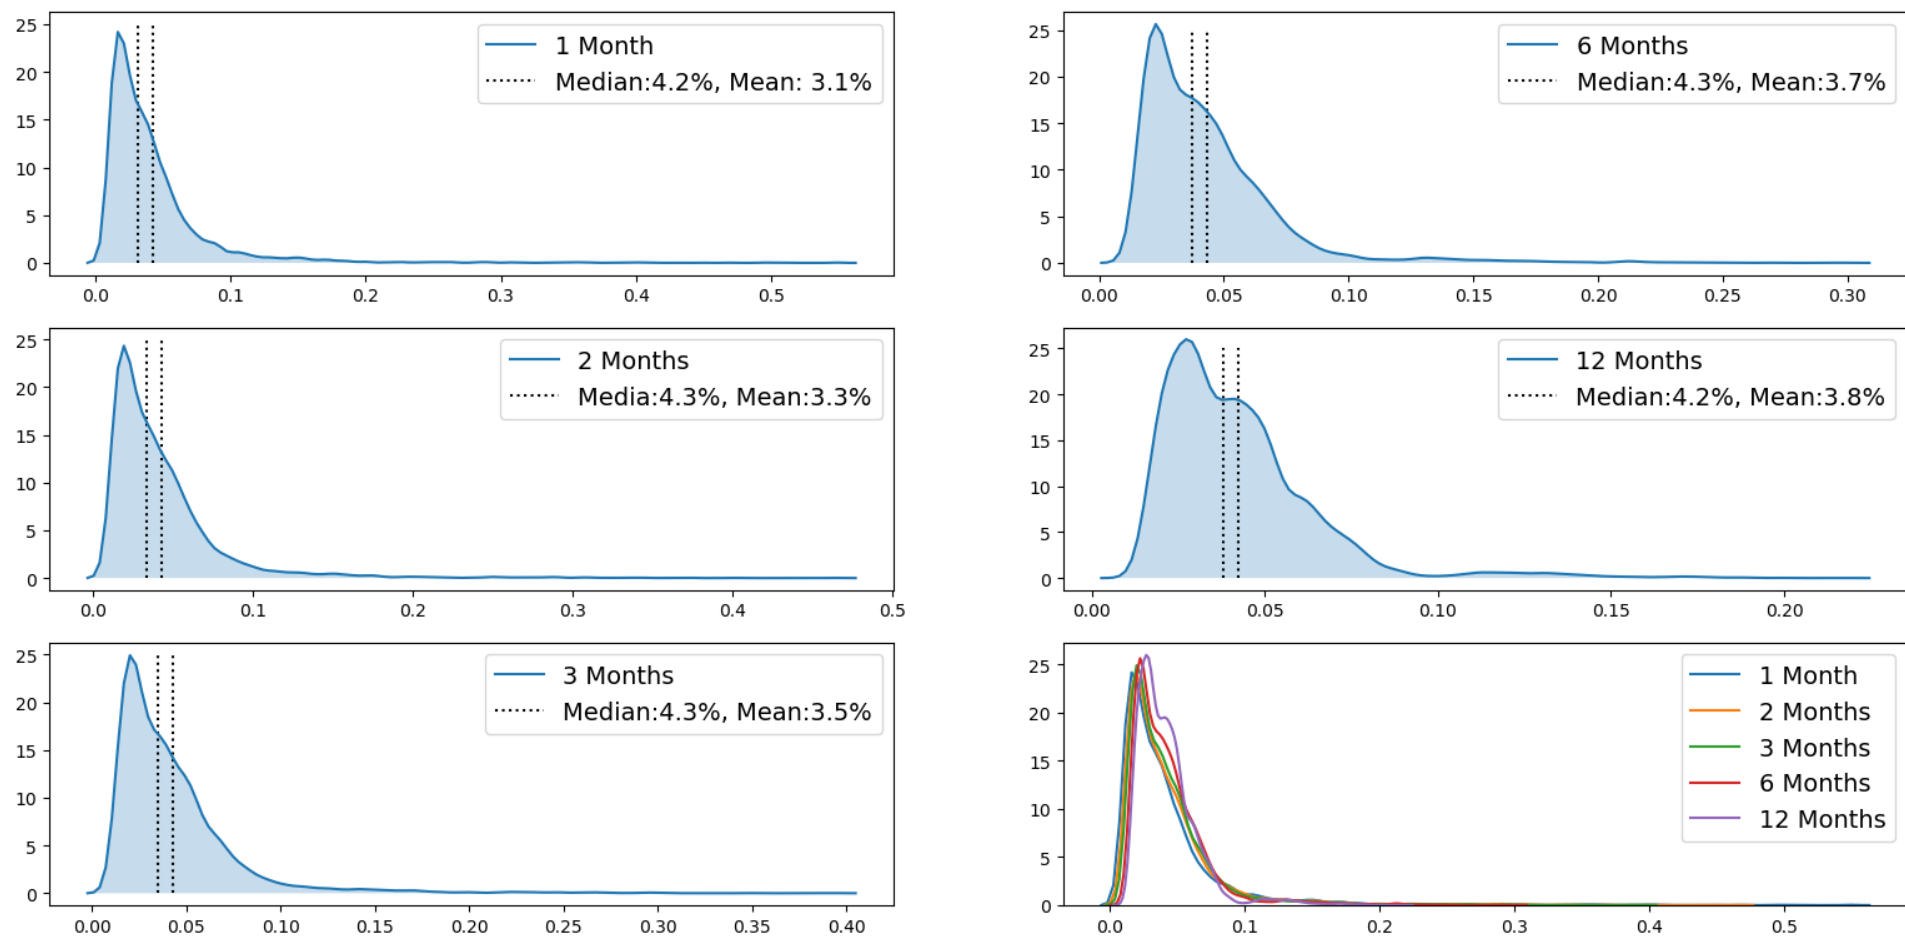 25
20
15
10
5
0
0.0 0.1 0.2 0.3 0.4 0.5
1 Month
Median:4.2%, Mean: 3.1%
25
20
15
10
5
0
0.00 0.05 0.10 0.15 0.20 0.25 0.30
6 Months
Median:4.3%, Mean:3.7%
25
20
15
10
5
0
0.0 0.1 0.2 0.3 0.4 0.5
2 Months
Media:4.3%, Mean:3.3%
25
20
15
10
5
0
0.00 0.05 0.10 0.15 0.20
12 Months
Median:4.2%, Mean:3.8%
25
20
15
10
5
0
0.00 0.05 0.10 0.15 0.20 0.25 0.30 0.35 0.40
3 Months
Median:4.3%, Mean:3.5%
25
20
15
10
5
0
0.0 0.1 0.2 0.3 0.4 0.5
1 Month
2 Months
3 Months
6 Months
12 Months